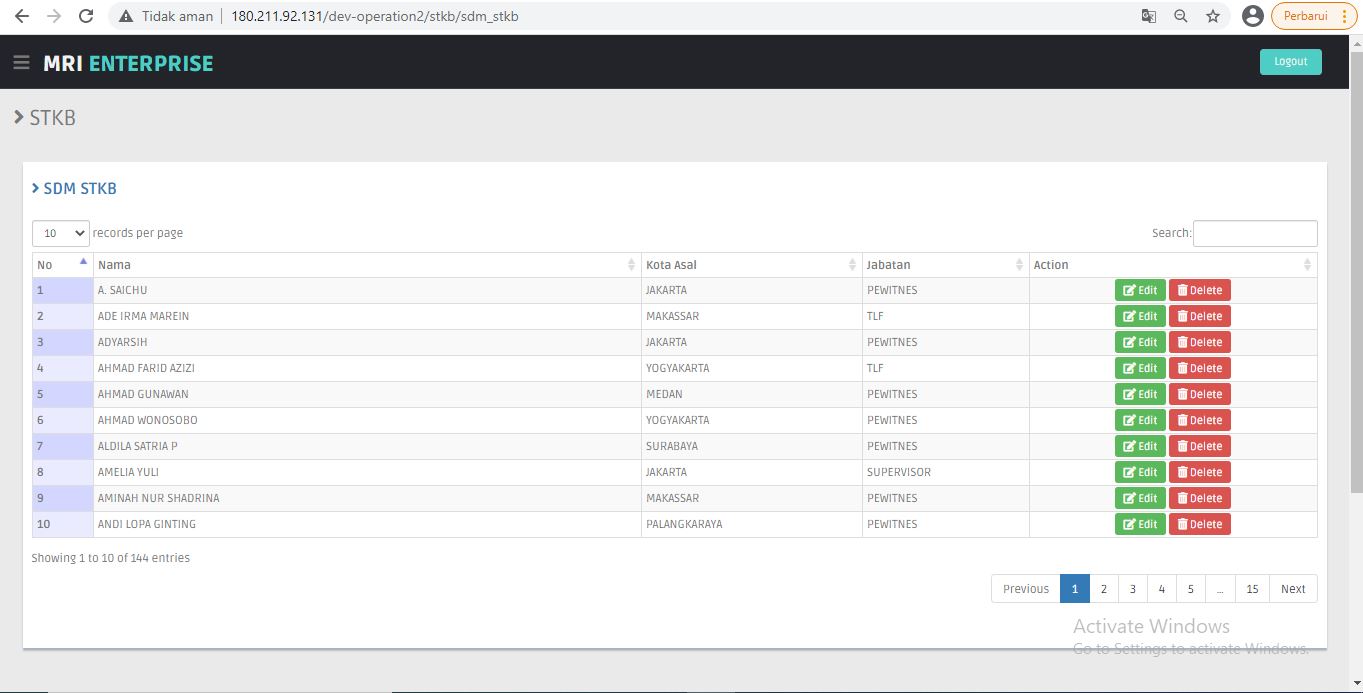 Tidak aman 180.211.92.131/dev-operation2/stkb/sdm_stkb Perbarui
MRI ENTERPRISE Logout
STKB
SDM STKB
10 records per page Search:
No Nama Kota Asal Jabatan Action
1 A. SAICHU JAKARTA PEWITNES Edit Delete
2 ADE IRMA MAREIN MAKASSAR TLF Edit Delete
3 ADYARSIH JAKARTA PEWITNES Edit Delete
4 AHMAD FARID AZIZI YOGYAKARTA TLF Edit Delete
5 AHMAD GUNAWAN MEDAN PEWITNES Edit Delete
6 AHMAD WONOSOBO YOGYAKARTA PEWITNES Edit Delete
7 ALDILA SATRIA P SURABAYA PEWITNES Edit Delete
8 AMELIA YULI JAKARTA SUPERVISOR Edit Delete
9 AMINAH NUR SHADRINA MAKASSAR PEWITNES Edit Delete
10 ANDI LOPA GINTING PALANGKARAYA PEWITNES Edit Delete
Showing 1 to 10 of 144 entries
Previous 1 2 3 4 5 ... 15 Next
Activate Windows
Go to Settings to activate Windows.